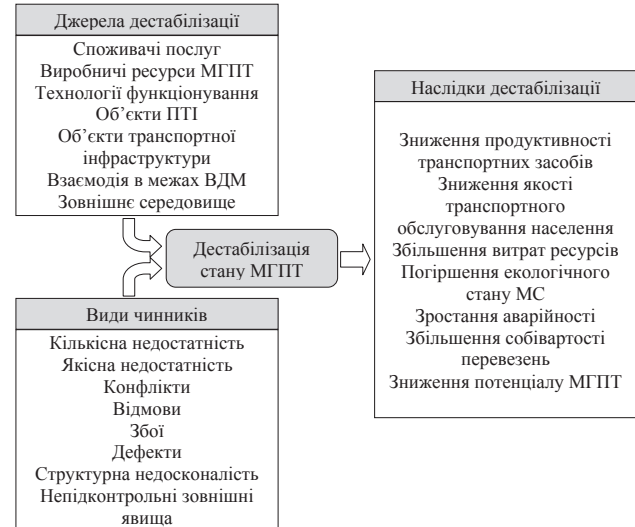 Джерела дестабілізації
Споживачі послуг
Виробничі ресурси МГПТ
Технології функціонування
Об’єкти ПТІ
Об’єкти транспортної
інфраструктури
Взаємодія в межах ВДМ
Зовнішнє середовище
Дестабілізація
стану МГПТ
Види чинників
Кількісна недостатність
Якісна недостатність
Конфлікти
Відмови
Збої
Дефекти
Структурна недосконалість
Непідконтрольні зовнішні
явища
Наслідки дестабілізації
Зниження продуктивності
транспортних засобів
Зниження якості
транспортного
обслуговування населення
Збільшення витрат ресурсів
Погіршення екологічного
стану МС
Зростання аварійності
Збільшення собівартості
перевезень
Зниження потенціалу МГПТ